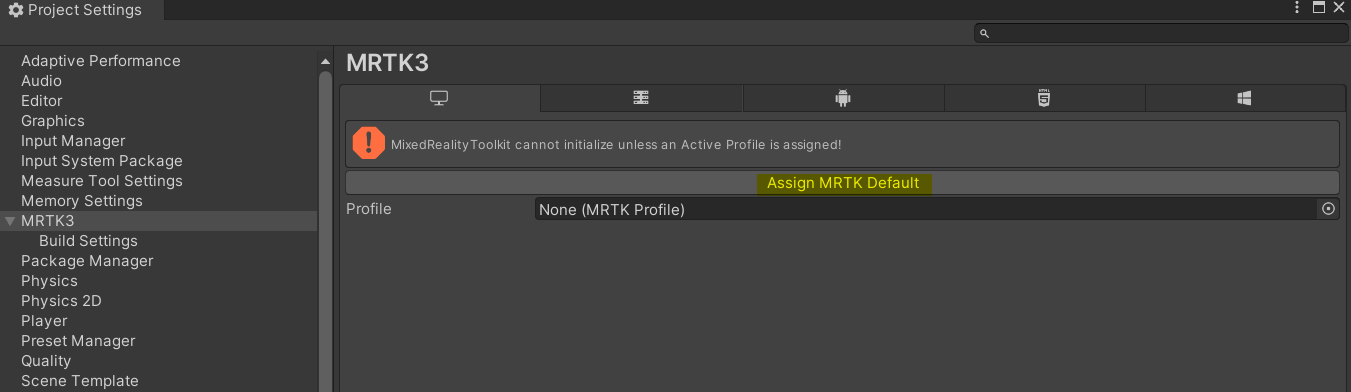 Project Settings
Adaptive Performance
Audio
Editor
Graphics
Input Manager
Input System Package
Measure Tool Settings
Memory Settings
MRTK3
Build Settings
Package Manager
Physics
Physics 2D
Player
Preset Manager
Quality
Scene Template
MRTK3
HTML 5
MixedRealityToolkit cannot initialize unless an Active Profile is assigned!
Assign MRTK Default
Profile None (MRTK Profile)